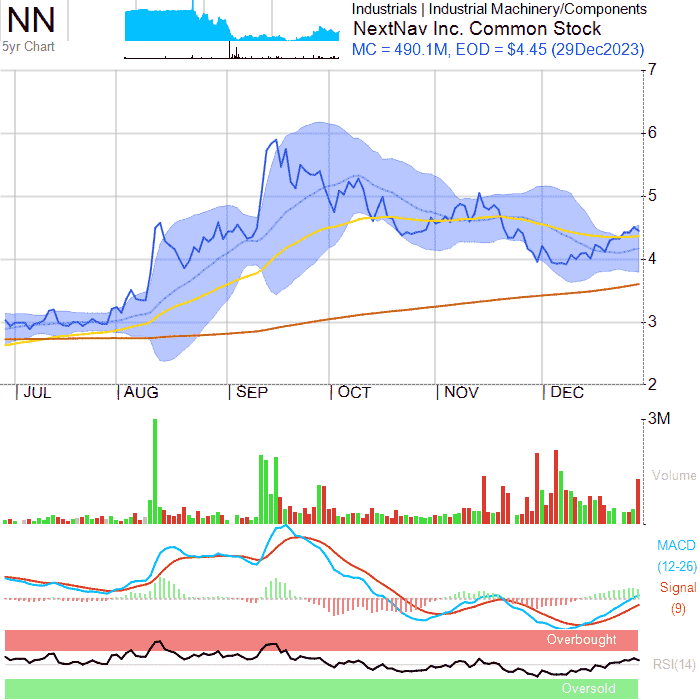 NN
5yr Chart
Industrials | Industrial Machinery/Components
NextNav Inc. Common Stock
MC = 490.1M, EOD = $4.45 (29Dec2023)
7
6
5
4
3
2
JUL
AUG
SEP
OCT
NOV
DEC
3M
Volume
MACD
(12-26)
Signal
(9)
Overbought
RSI(14)
Oversold